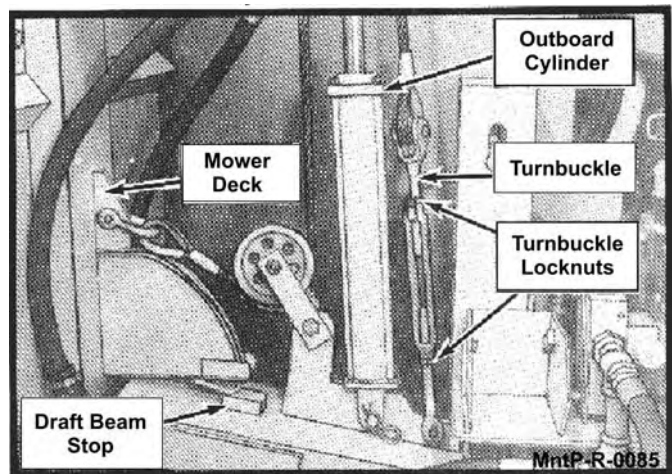 Outboard
Cylinder
Mower
Deck
Turnbuckle
Turnbuckle
Locknuts
Draft Beam
Stop
MntP-R-0085